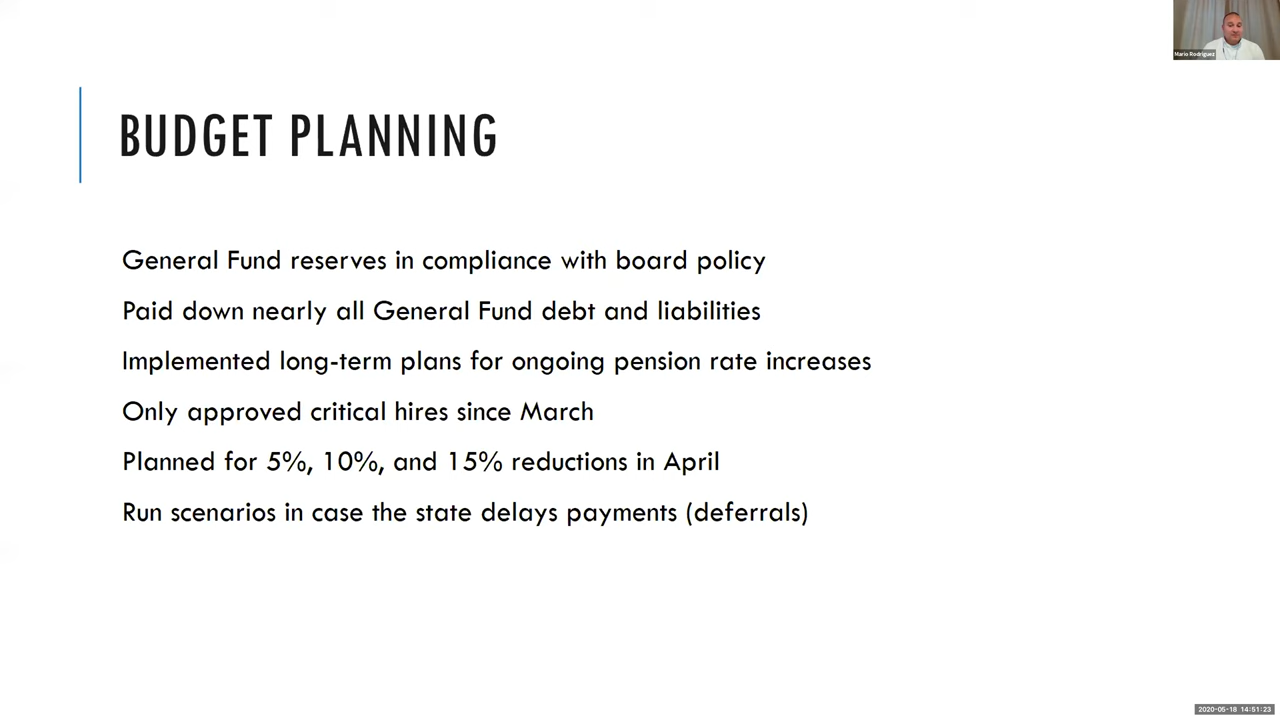 Mario Rodriguez
BUDGET PLANNING
General Fund reserves in compliance with board policy
Paid down nearly all General Fund debt and liabilities
Implemented long-term plans for ongoing pension rate increases
Only approved critical hires since March
Planned for 5%, 10%, and 15% reductions in April
Run scenarios in case the state delays payments (deferrals)
2020-05-18 14:51:23